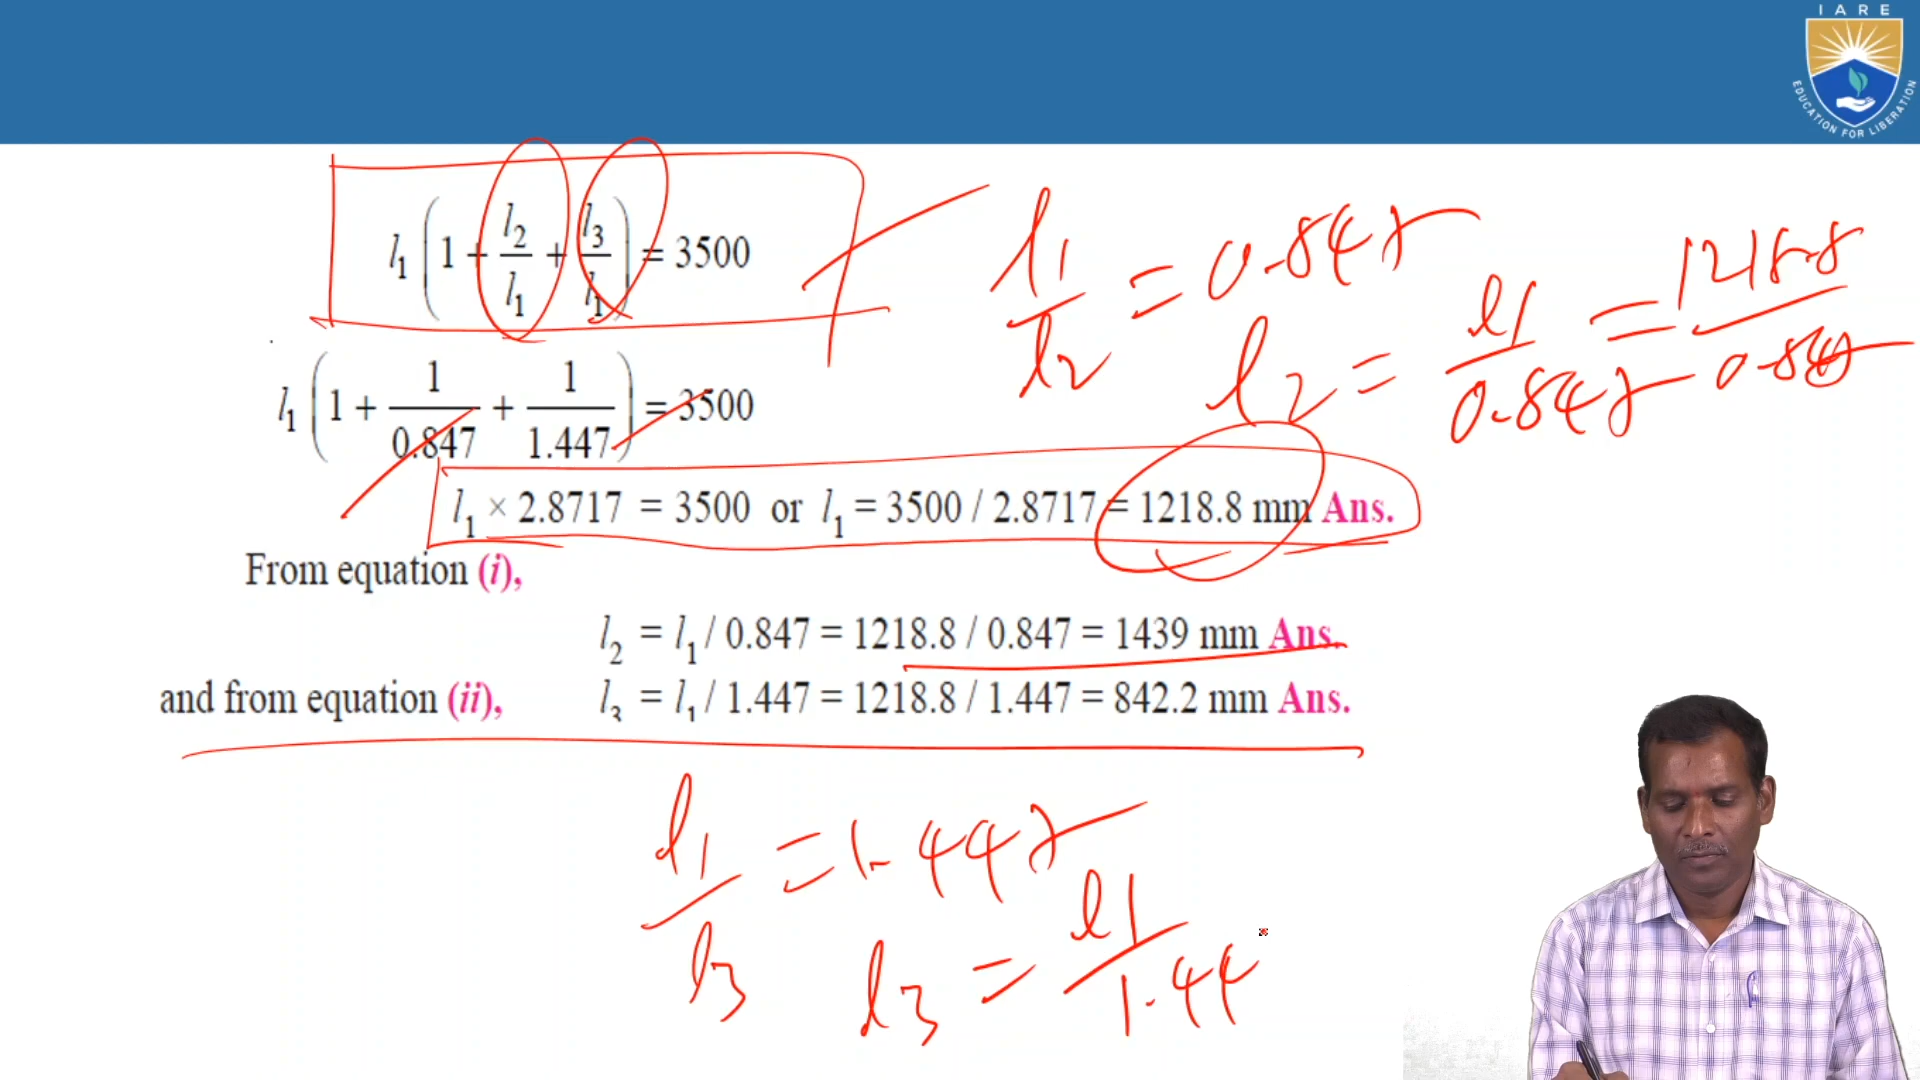 IARE
EDUCATION FOR LIBERATION
l₁ (1 + l₂/l₁ + l₃/l₁) = 3500
l₁/l₂ = 0.847
l₂ = l₁/0.847 = 1218.8/0.847
l₁ (1 + 1/0.847 + 1/1.447) = 3500
l₁ × 2.8717 = 3500 or l₁ = 3500 / 2.8717 = 1218.8 mm Ans.
From equation (i),
l₂ = l₁ / 0.847 = 1218.8 / 0.847 = 1439 mm Ans.
and from equation (ii), l₃ = l₁ / 1.447 = 1218.8 / 1.447 = 842.2 mm Ans.
l₁/l₃ = 1.447
l₃ = l₁/1.44